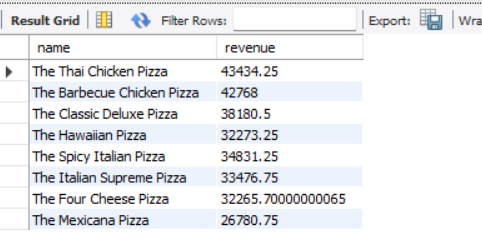 Result Grid Filter Rows: Export: Wra
name revenue
The Thai Chicken Pizza 43434.25
The Barbecue Chicken Pizza 42768
The Classic Deluxe Pizza 38180.5
The Hawaiian Pizza 32273.25
The Spicy Italian Pizza 34831.25
The Italian Supreme Pizza 33476.75
The Four Cheese Pizza 32265.70000000065
The Mexicana Pizza 26780.75